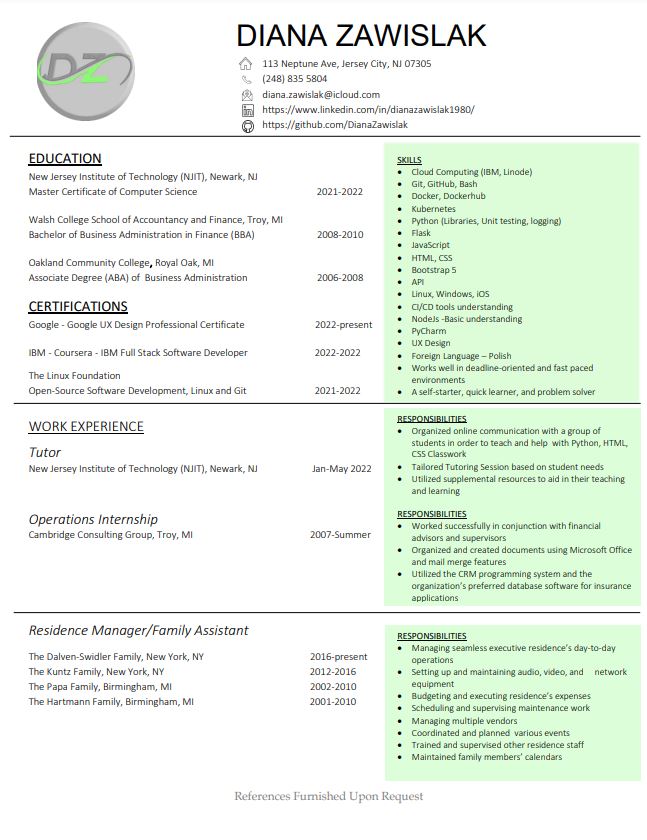 DZ
DIANA ZAWISLAK
113 Neptune Ave, Jersey City, NJ 07305
(248) 835 5804
diana.zawislak@icloud.com
https://www.linkedin.com/in/dianazawislak1980/
https://github.com/DianaZawislak
EDUCATION
New Jersey Institute of Technology (NJIT), Newark, NJ
Master Certificate of Computer Science 2021-2022
Walsh College School of Accountancy and Finance, Troy, MI
Bachelor of Business Administration in Finance (BBA) 2008-2010
Oakland Community College, Royal Oak, MI
Associate Degree (ABA) of Business Administration 2006-2008
CERTIFICATIONS
Google - Google UX Design Professional Certificate 2022-present
IBM - Coursera - IBM Full Stack Software Developer 2022-2022
The Linux Foundation
Open-Source Software Development, Linux and Git 2021-2022
SKILLS
• Cloud Computing (IBM, Linode)
• Git, GitHub, Bash
• Docker, Dockerhub
• Kubernetes
• Python (Libraries, Unit testing, logging)
• Flask
• JavaScript
• HTML, CSS
• Bootstrap 5
• API
• Linux, Windows, iOS
• CI/CD tools understanding
• NodeJs -Basic understanding
• PyCharm
• UX Design
• Foreign Language – Polish
• Works well in deadline-oriented and fast paced
environments
• A self-starter, quick learner, and problem solver
WORK EXPERIENCE
Tutor
New Jersey Institute of Technology (NJIT), Newark, NJ Jan-May 2022
RESPONSIBILITIES
• Organized online communication with a group of
students in order to teach and help with Python, HTML,
CSS Classwork
• Tailored Tutoring Session based on student needs
• Utilized supplemental resources to aid in their teaching
and learning
Operations Internship
Cambridge Consulting Group, Troy, MI 2007-Summer
RESPONSIBILITIES
• Worked successfully in conjunction with financial
advisors and supervisors
• Organized and created documents using Microsoft Office
and mail merge features
• Utilized the CRM programming system and the
organization's preferred database software for insurance
applications
Residence Manager/Family Assistant
The Dalven-Swidler Family, New York, NY 2016-present
The Kuntz Family, New York, NY 2012-2016
The Papa Family, Birmingham, MI 2002-2010
The Hartmann Family, Birmingham, MI 2001-2010
RESPONSIBILITIES
• Managing seamless executive residence's day-to-day
operations
• Setting up and maintaining audio, video, and network
equipment
• Budgeting and executing residence's expenses
• Scheduling and supervising maintenance work
• Managing multiple vendors
• Coordinated and planned various events
• Trained and supervised other residence staff
• Maintained family members' calendars
References Furnished Upon Request